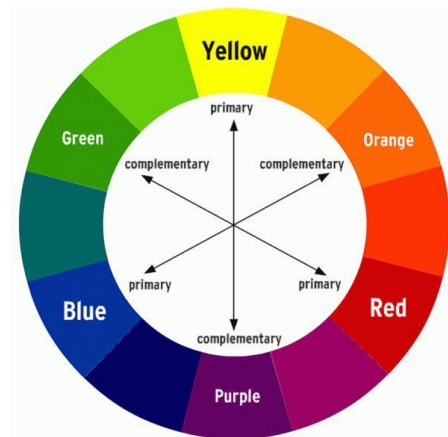 Yellow
primary
Green
Orange
complementary
complementary
primary
primary
Blue
Red
complementary
Purple